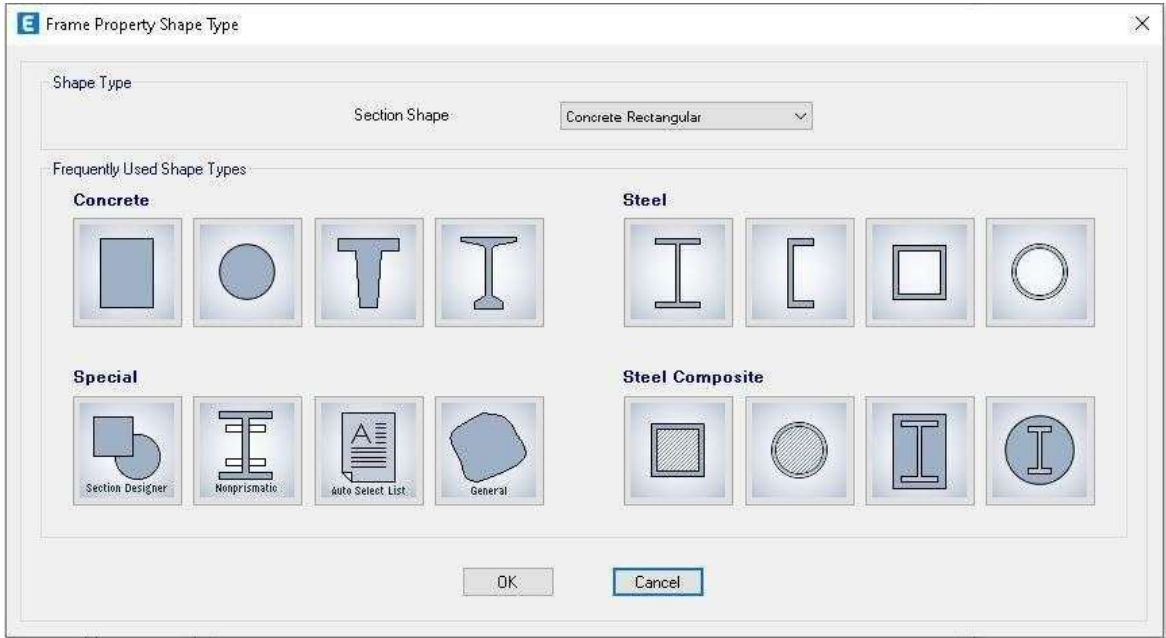 E Frame Property Shape Type
Shape Type
Section Shape Concrete Rectangular
Frequently Used Shape Types
Concrete
Steel
Special
Section Designer
Nonprismatic
A
Auto Select List
General
Steel Composite
OK Cancel